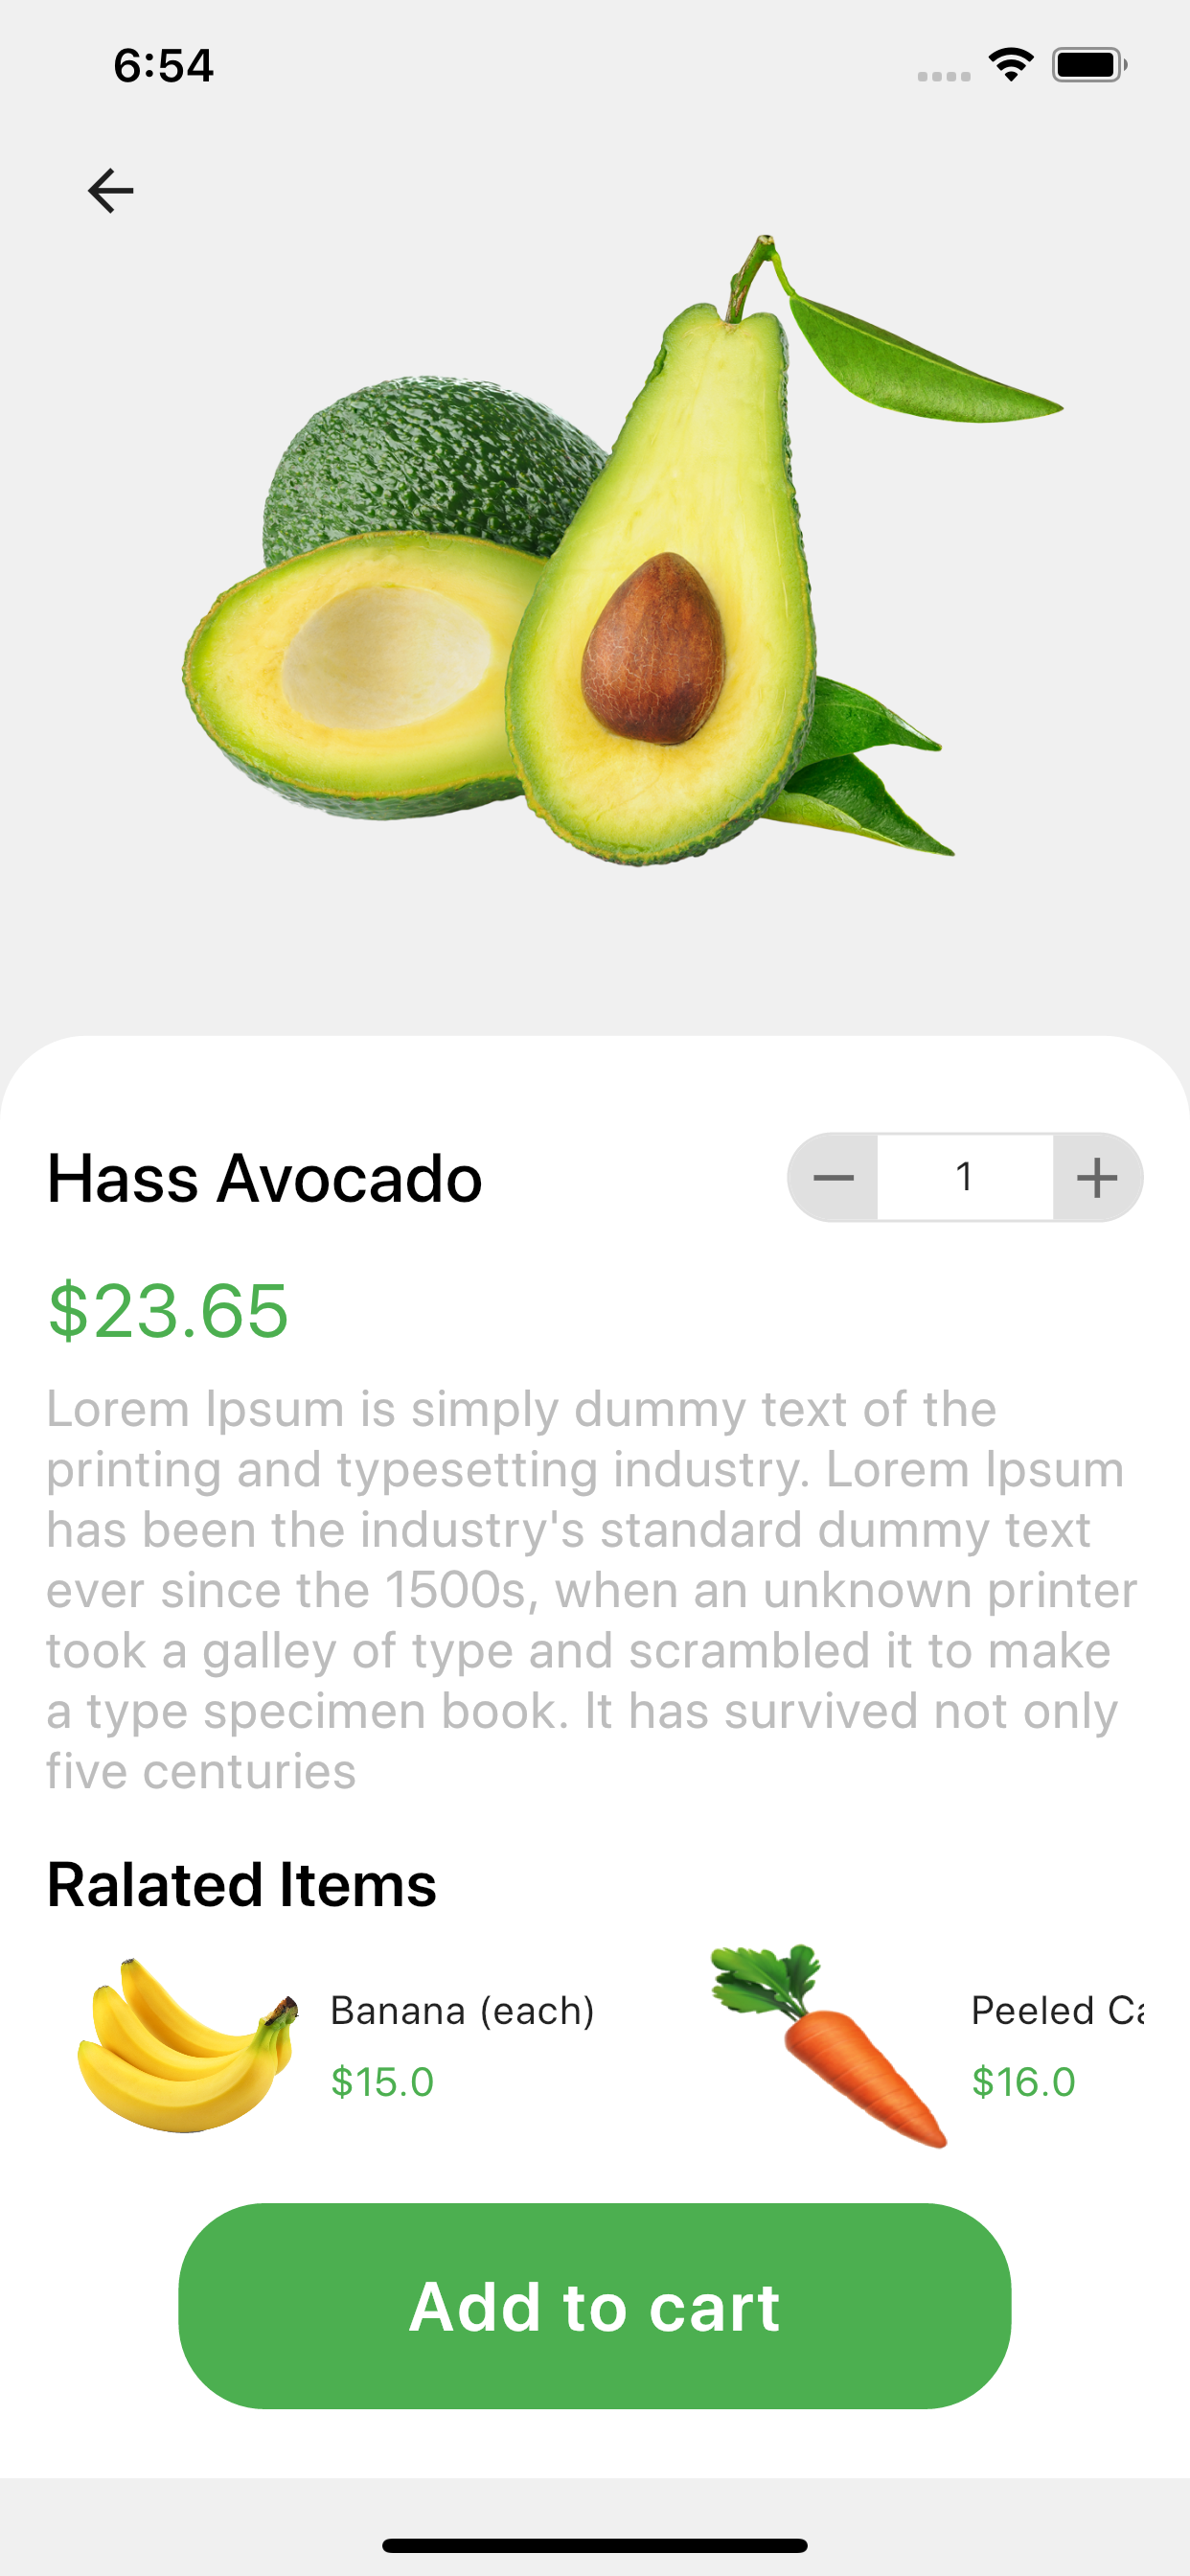 6:54
Hass Avocado
1
$23.65
Lorem Ipsum is simply dummy text of the
printing and typesetting industry. Lorem Ipsum
has been the industry's standard dummy text
ever since the 1500s, when an unknown printer
took a galley of type and scrambled it to make
a type specimen book. It has survived not only
five centuries
Ralated Items
Banana (each)
$15.0
Peeled
$16.0
Add to cart